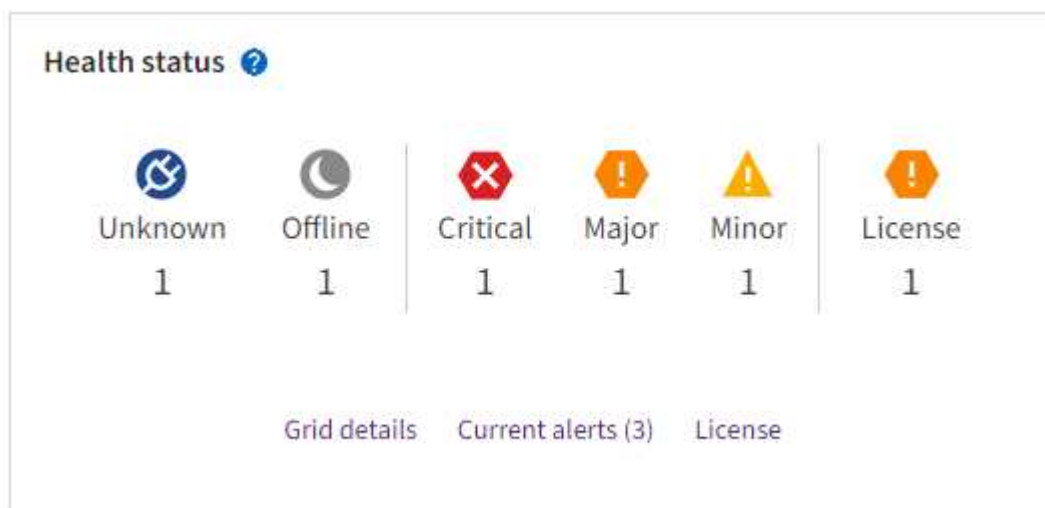 Health status ?
Unknown Offline Critical Major Minor License
1 1 1 1 1 1
Grid details Current alerts (3) License